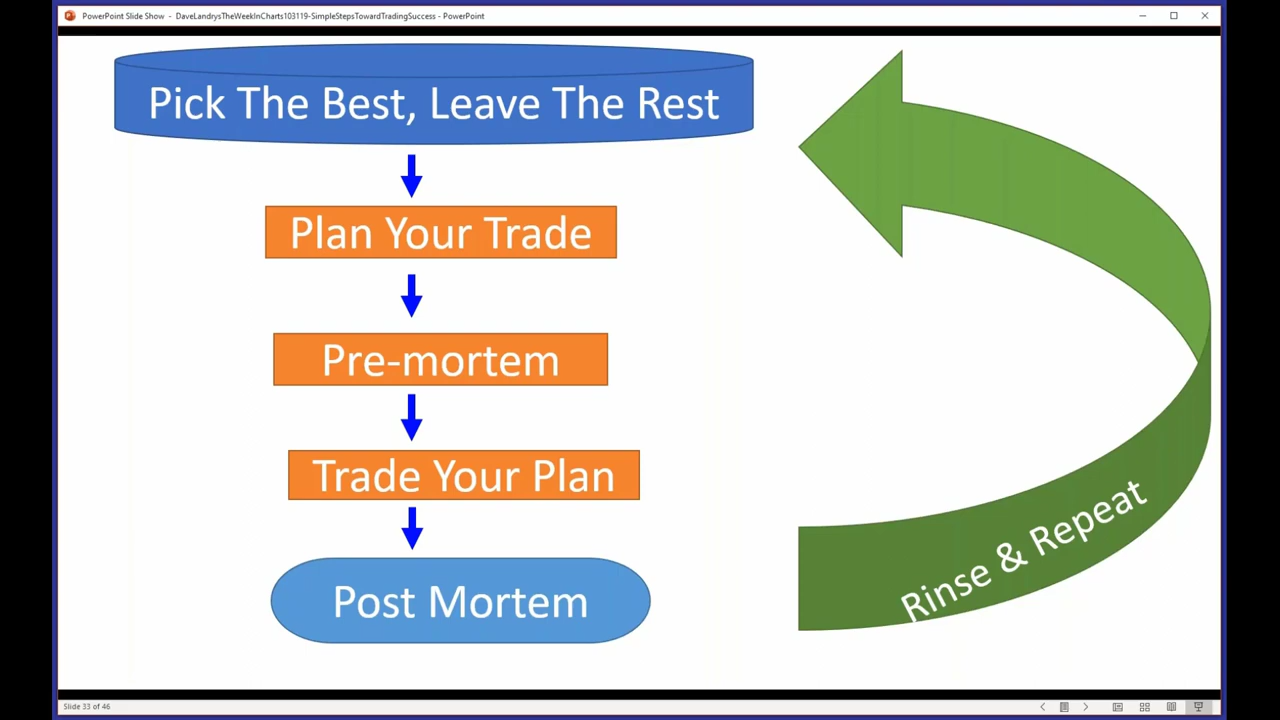 PowerPoint Slide Show - DaveLandrysTheWeekInCharts103119-SimpleStepsTowardTradingSuccess - PowerPoint
Pick The Best, Leave The Rest
Plan Your Trade
Pre-mortem
Trade Your Plan
Post Mortem
Rinse & Repeat
Slide 33 of 46